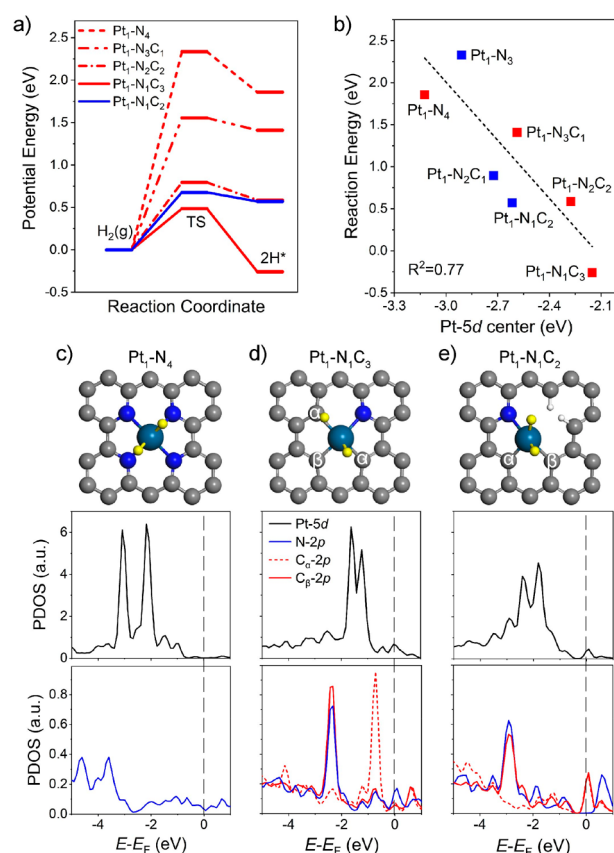 a)
Pt₁-N₄
Pt₁-N₃C₁
Pt₁-N₂C₂
Pt₁-N₁C₃
Pt₁-N₁C₂
Potential Energy (eV)
2.5
2.0
1.5
1.0
0.5
0.0
-0.5
H₂(g)
TS
2H*
Reaction Coordinate
b)
Reaction Energy (eV)
2.5
2.0
1.5
1.0
0.5
0.0
-0.5
Pt₁-N₃
Pt₁-N₄
Pt₁-N₃C₁
Pt₁-N₂C₁
Pt₁-N₂C₂
Pt₁-N₁C₂
Pt₁-N₁C₃
R²=0.77
-3.3 -3.0 -2.7 -2.4 -2.1
Pt-5d center (eV)
c) Pt₁-N₄
d) Pt₁-N₁C₃
α
β α
e) Pt₁-N₁C₂
α β
PDOS (a.u.)
6
4
2
0
Pt-5d
N-2p
Cα-2p
Cβ-2p
PDOS (a.u.)
0.8
0.6
0.4
0.2
0.0
-4 -2 0
E-E_F (eV)
-4 -2 0
E-E_F (eV)
-4 -2 0
E-E_F (eV)